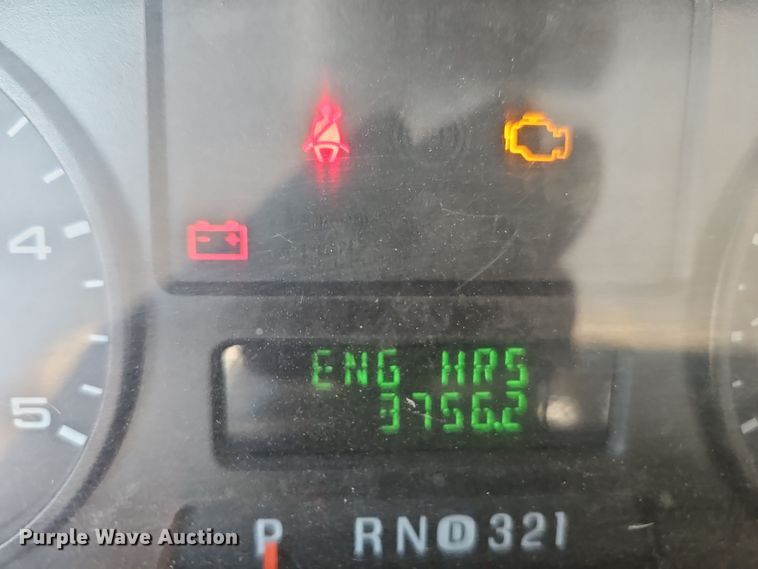 4
5
ENG HRS
3756.2
P RND321
Purple Wave Auction®